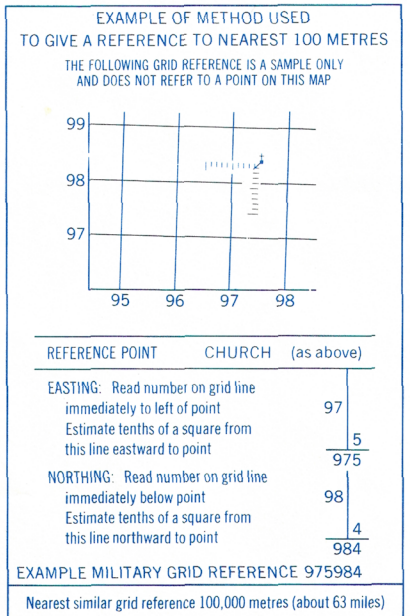 EXAMPLE OF METHOD USED
TO GIVE A REFERENCE TO NEAREST 100 METRES
THE FOLLOWING GRID REFERENCE IS A SAMPLE ONLY
AND DOES NOT REFER TO A POINT ON THIS MAP
99
98
97
95 96 97 98
REFERENCE POINT CHURCH (as above)
EASTING: Read number on grid line
immediately to left of point 97
Estimate tenths of a square from
this line eastward to point 5
975
NORTHING: Read number on grid line
immediately below point 98
Estimate tenths of a square from
this line northward to point 4
984
EXAMPLE MILITARY GRID REFERENCE 975984
Nearest similar grid reference 100,000 metres (about 63 miles)